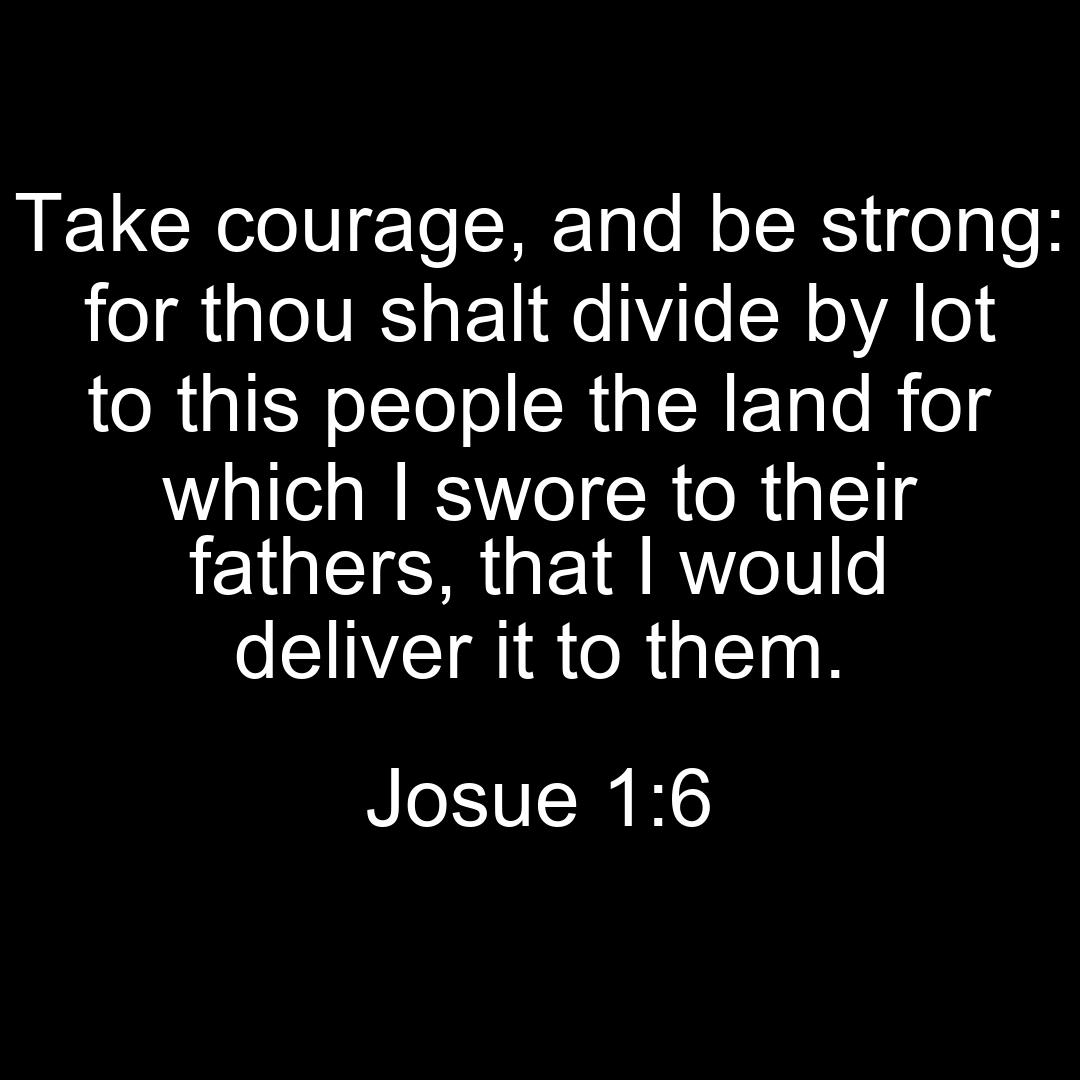 Take courage, and be strong:
for thou shalt divide by lot
to this people the land for
which I swore to their
fathers, that I would
deliver it to them.
Josue 1:6